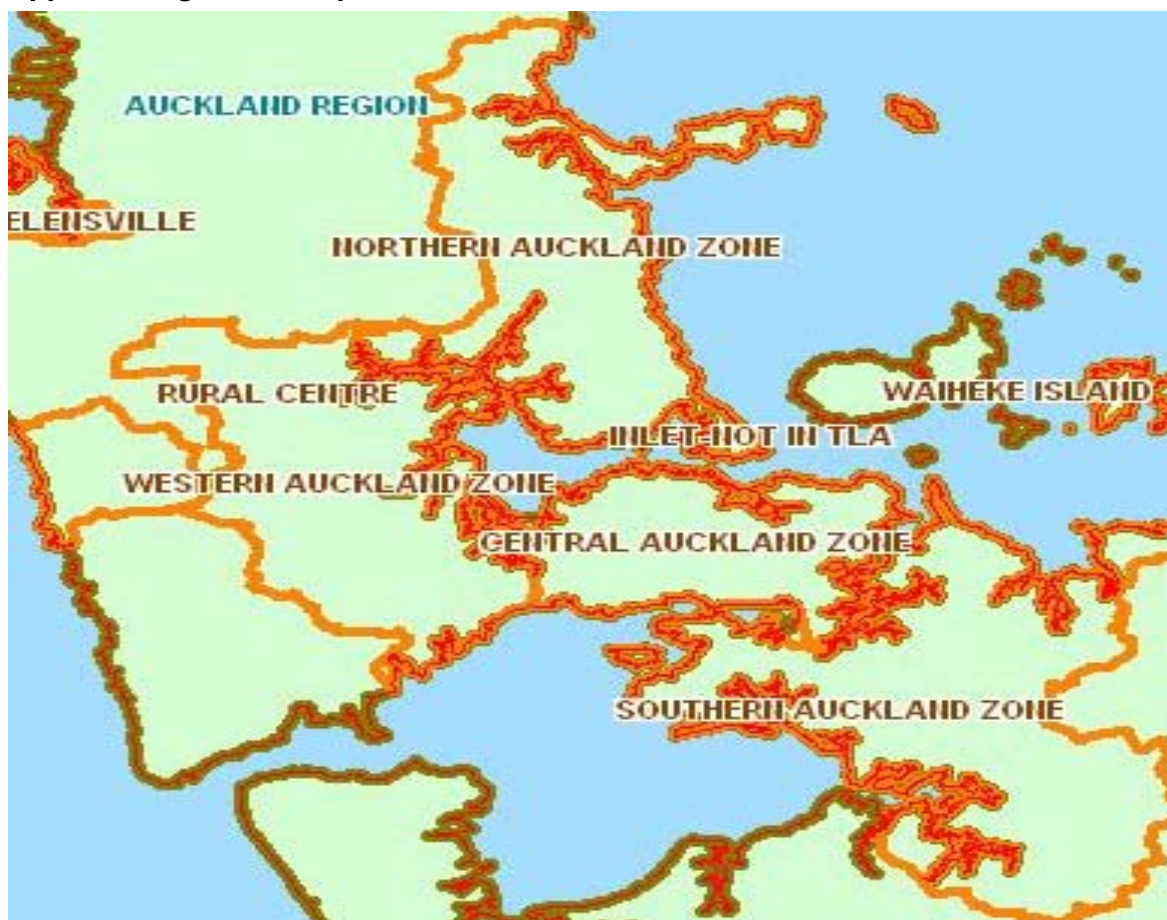 AUCKLAND REGION
ELENSVILLE
NORTHERN AUCKLAND ZONE
RURAL CENTRE
WAIHEKE ISLAND
INLET-NOT IN TLA
WESTERN AUCKLAND ZONE
CENTRAL AUCKLAND ZONE
SOUTHERN AUCKLAND ZONE